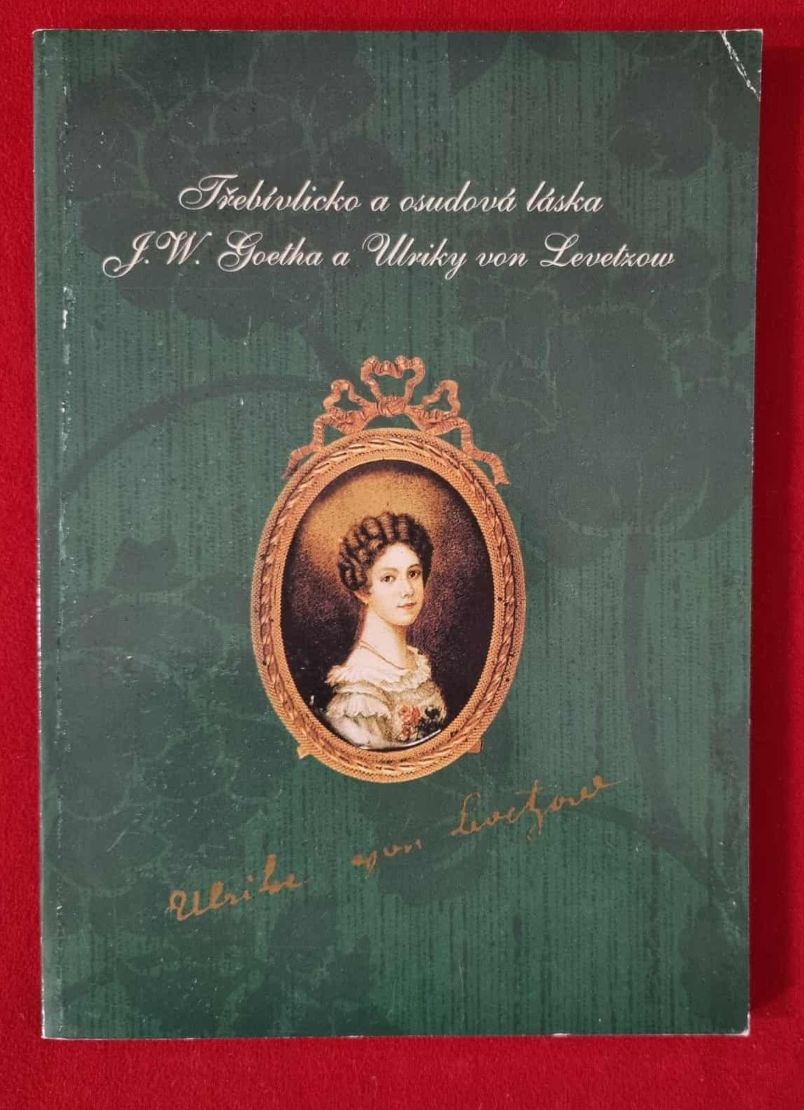 Třebívlicko a osudová láska
J.W. Goetha a Ulriky von Levetzow
Ulrike von Levetzow